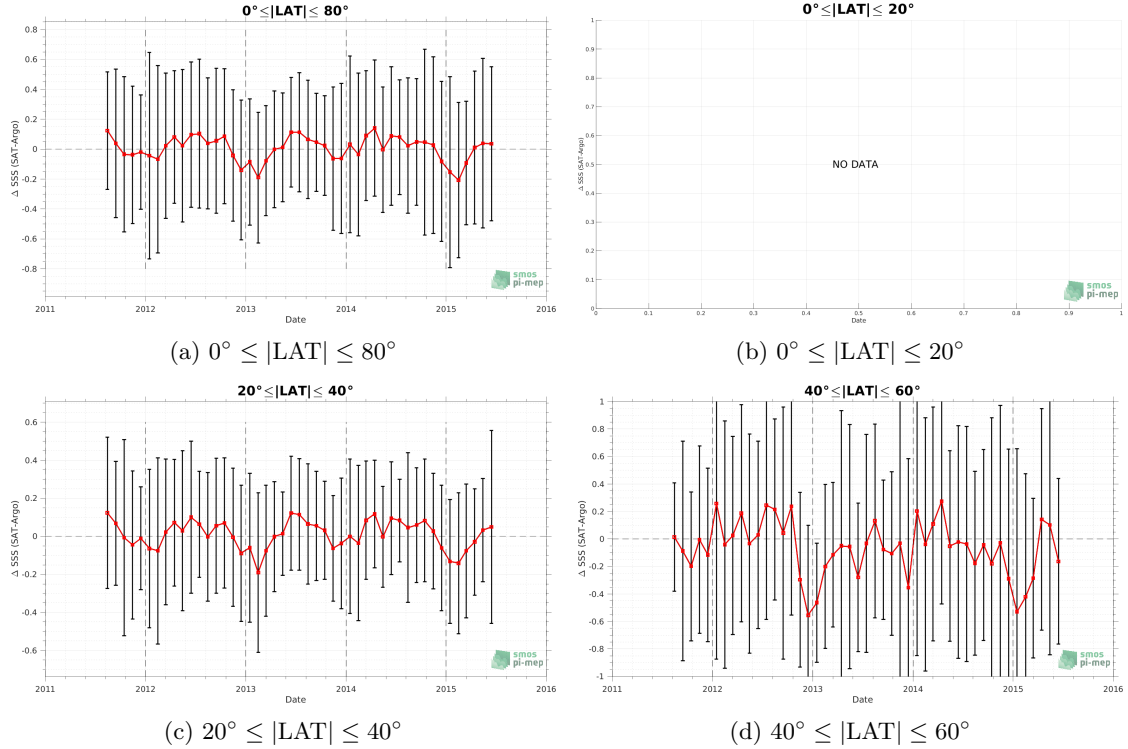 0°≤|LAT|≤ 80°
0.8
0.6
0.4
0.2
0
-0.2
-0.4
-0.6
-0.8
Δ SSS (SAT-Argo)
2011
2012
2013
2014
2015
2016
Date
smos
pi-mep
(a) 0° ≤ |LAT| ≤ 80°
0°≤|LAT|≤ 20°
1
0.9
0.8
0.7
0.6
0.5
0.4
0.3
0.2
0.1
0
Δ SSS (SAT-Argo)
NO DATA
0
0.1
0.2
0.3
0.4
0.5
0.6
0.7
0.8
0.9
1
Date
smos
pi-mep
(b) 0° ≤ |LAT| ≤ 20°
20°≤|LAT|≤ 40°
0.6
0.4
0.2
0
-0.2
-0.4
-0.6
Δ SSS (SAT-Argo)
2011
2012
2013
2014
2015
2016
Date
smos
pi-mep
(c) 20° ≤ |LAT| ≤ 40°
40°≤|LAT|≤ 60°
1
0.8
0.6
0.4
0.2
0
-0.2
-0.4
-0.6
-0.8
-1
Δ SSS (SAT-Argo)
2011
2012
2013
2014
2015
2016
Date
smos
pi-mep
(d) 40° ≤ |LAT| ≤ 60°